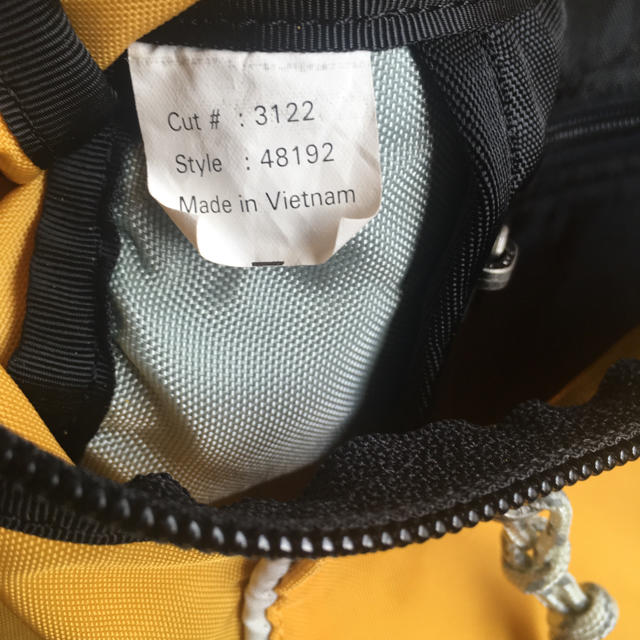 Cut # : 3122
Style : 48192
Made in Vietnam